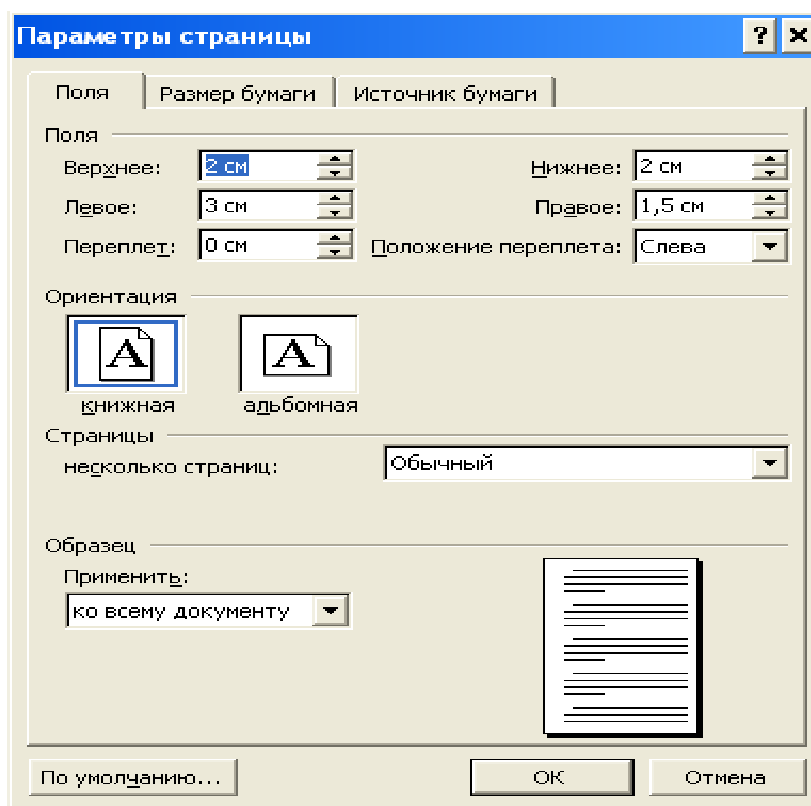 Параметры страницы ? ×
Поля Размер бумаги Источник бумаги
Поля
Верхнее: 2 см Нижнее: 2 см
Левое: 3 см Правое: 1,5 см
Переплет: 0 см Положение переплета: Слева
Ориентация
A A
книжная альбомная
Страницы
несколько страниц: Обычный
Образец
Применить:
ко всему документу
По умолчанию... ОК Отмена